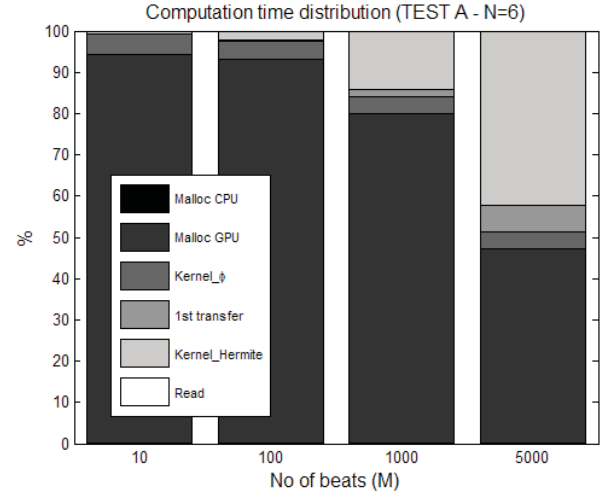 Computation time distribution (TEST A - N=6)
100
90
80
70
60
50
40
30
20
10
0
%
Malloc CPU
Malloc GPU
Kernel_ϕ
1st transfer
Kernel_Hermite
Read
10 100 1000 5000
No of beats (M)